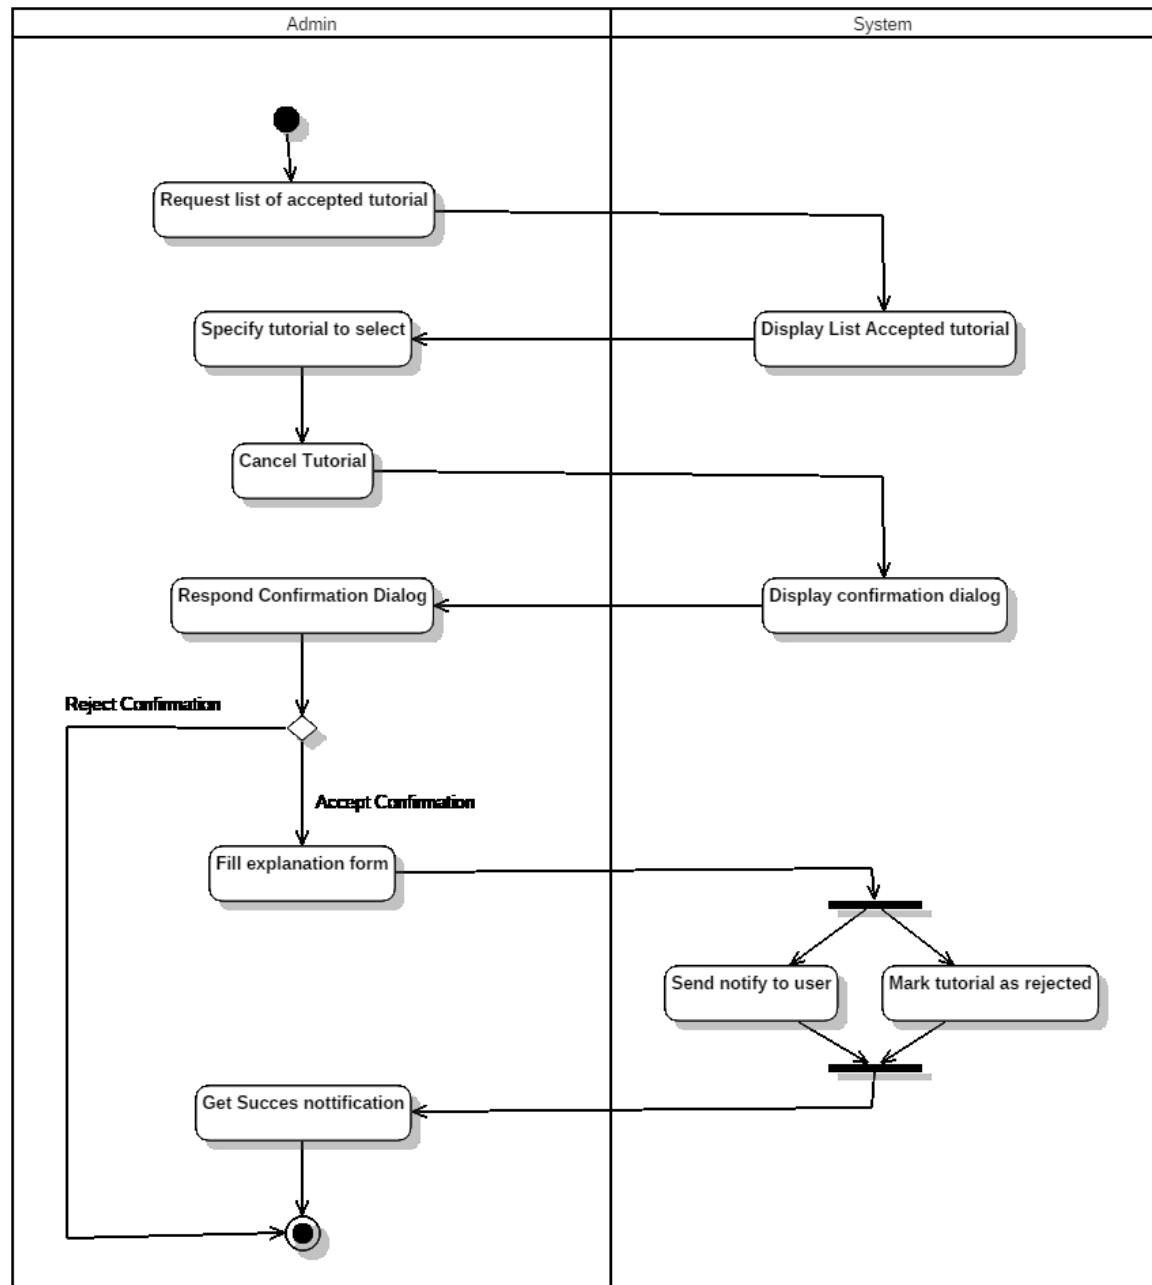 Admin
System
Request list of accepted tutorial
Specify tutorial to select
Display List Accepted tutorial
Cancel Tutorial
Respond Confirmation Dialog
Display confirmation dialog
Reject Confirmation
Accept Confirmation
Fill explanation form
Send notify to user
Mark tutorial as rejected
Get Succes nottification